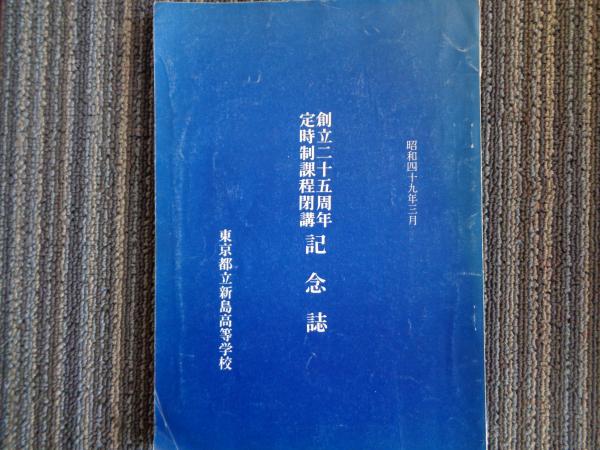 昭和四十九年三月
創立二十五周年
定時制課程閉講
記念誌
東京都立新島高等学校